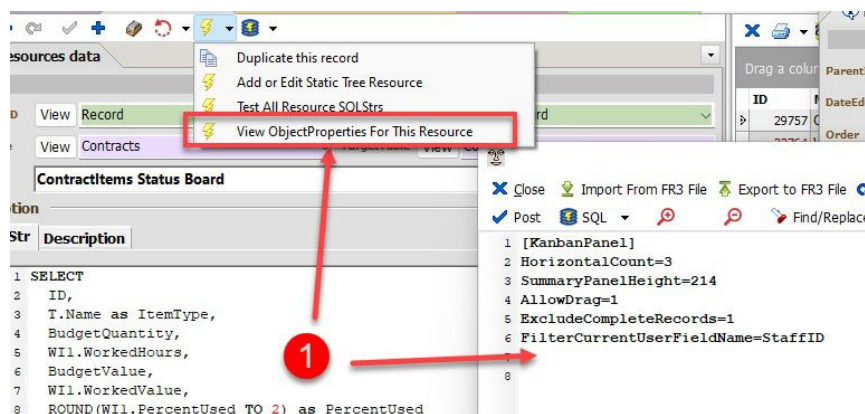 esources data
Duplicate this record
Add or Edit Static Tree Resource
Test All Resource SQLStrs
View ObjectProperties For This Resource
View Record
View Contracts
View
ContractItems Status Board
tion
Str Description
1 SELECT
2 ID,
3 T.Name as ItemType,
4 BudgetQuantity,
5 WI1.WorkedHours,
6 BudgetValue,
7 WI1.WorkedValue,
8 ROUND(WI1.PercentUsed TO 2) as PercentUsed
1
Drag a colu
ID
29757
Parent
DateEd
Order
Close Import From FR3 File Export to FR3 File
Post SQL Find/Replac
1 [KanbanPanel]
2 HorizontalCount=3
3 SummaryPanelHeight=214
4 AllowDrag=1
5 ExcludeCompleteRecords=1
6 FilterCurrentUserFieldName=StaffID
8